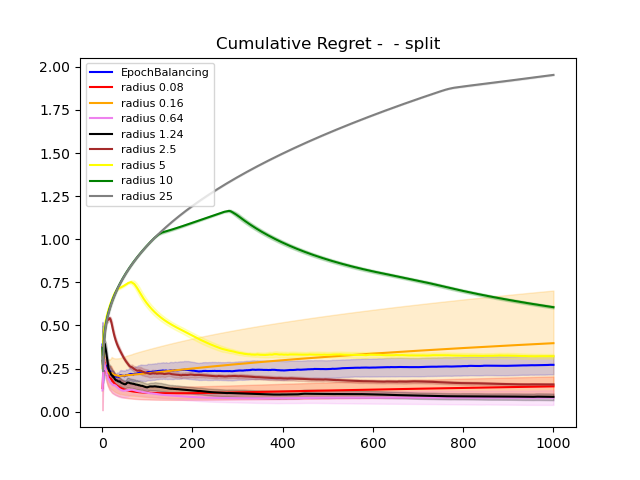 Cumulative Regret -  - split
2.00
1.75
1.50
1.25
1.00
0.75
0.50
0.25
0.00
EpochBalancing
radius 0.08
radius 0.16
radius 0.64
radius 1.24
radius 2.5
radius 5
radius 10
radius 25
0
200
400
600
800
1000